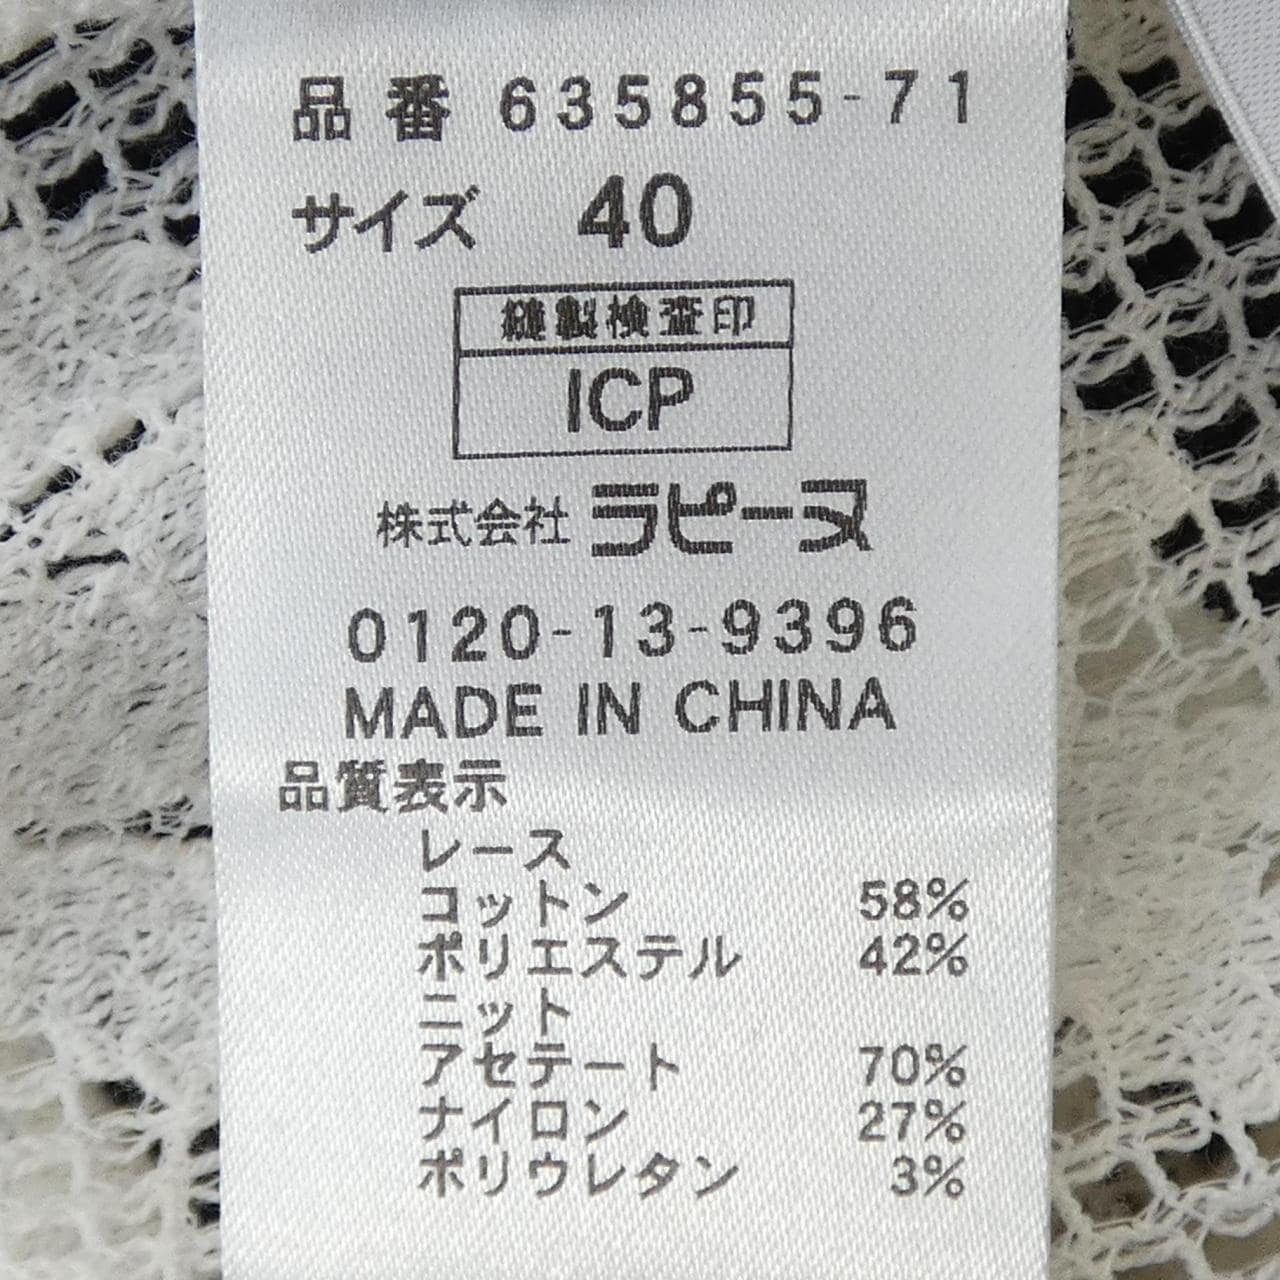 品番 635855-71
サイズ 40
縫製検査印
ICP
株式会社 ラピーヌ
0120-13-9396
MADE IN CHINA
品質表示
レース
コットン 58%
ポリエステル 42%
ニット
アセテート 70%
ナイロン 27%
ポリウレタン 3%